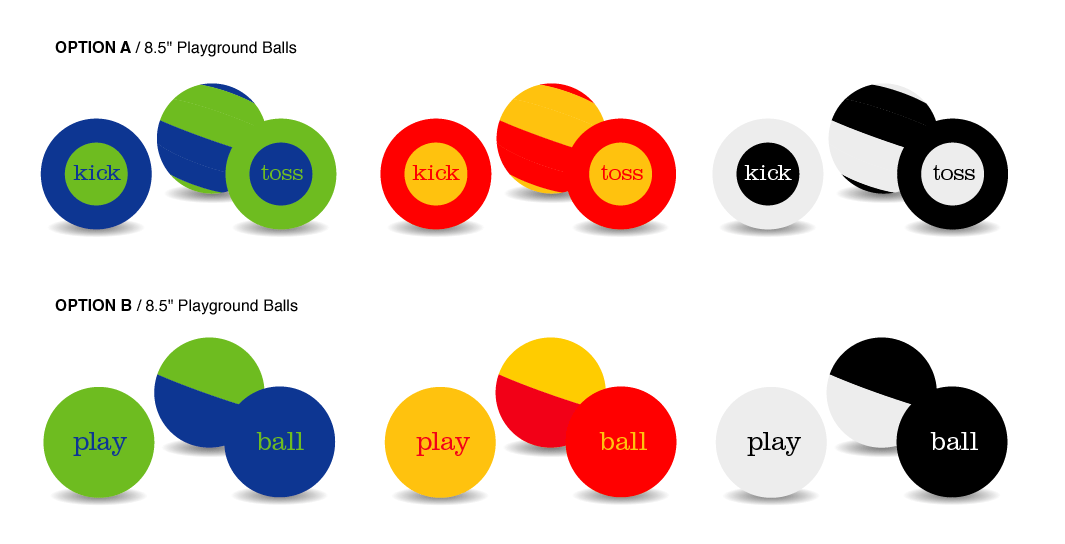 OPTION A / 8.5" Playground Balls
kick toss kick toss kick toss
OPTION B / 8.5" Playground Balls
play ball play ball play ball